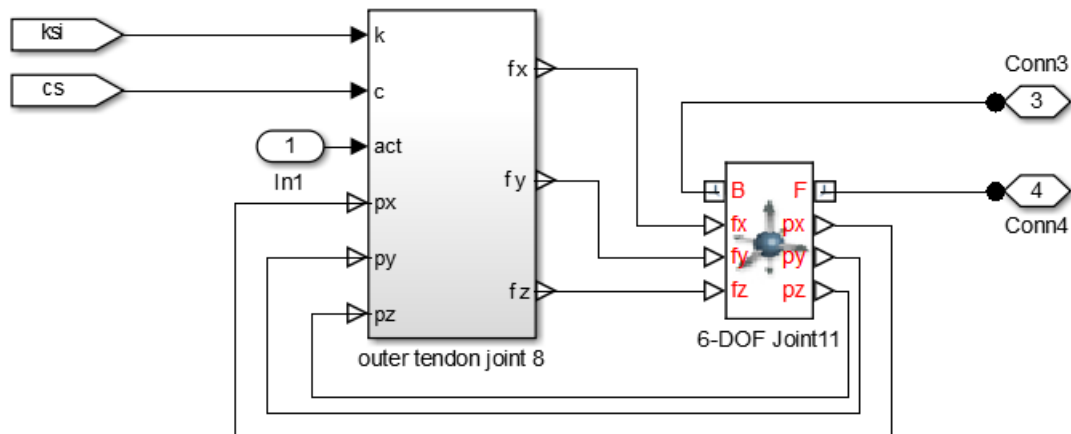 ksi
cs
1
In1
k
c
act
px
py
pz
fx
fy
fz
outer tendon joint 8
B
F
fx
px
fy
py
fz
pz
6-DOF Joint11
Conn3
3
4
Conn4